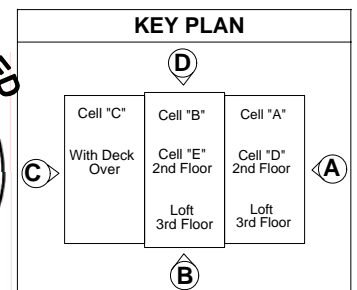 KEY PLAN
D
ED
Cell "C"
With Deck
Over
Cell "B"
Cell "E"
2nd Floor
Loft
3rd Floor
Cell "A"
Cell "D"
2nd Floor
Loft
3rd Floor
C
A
B